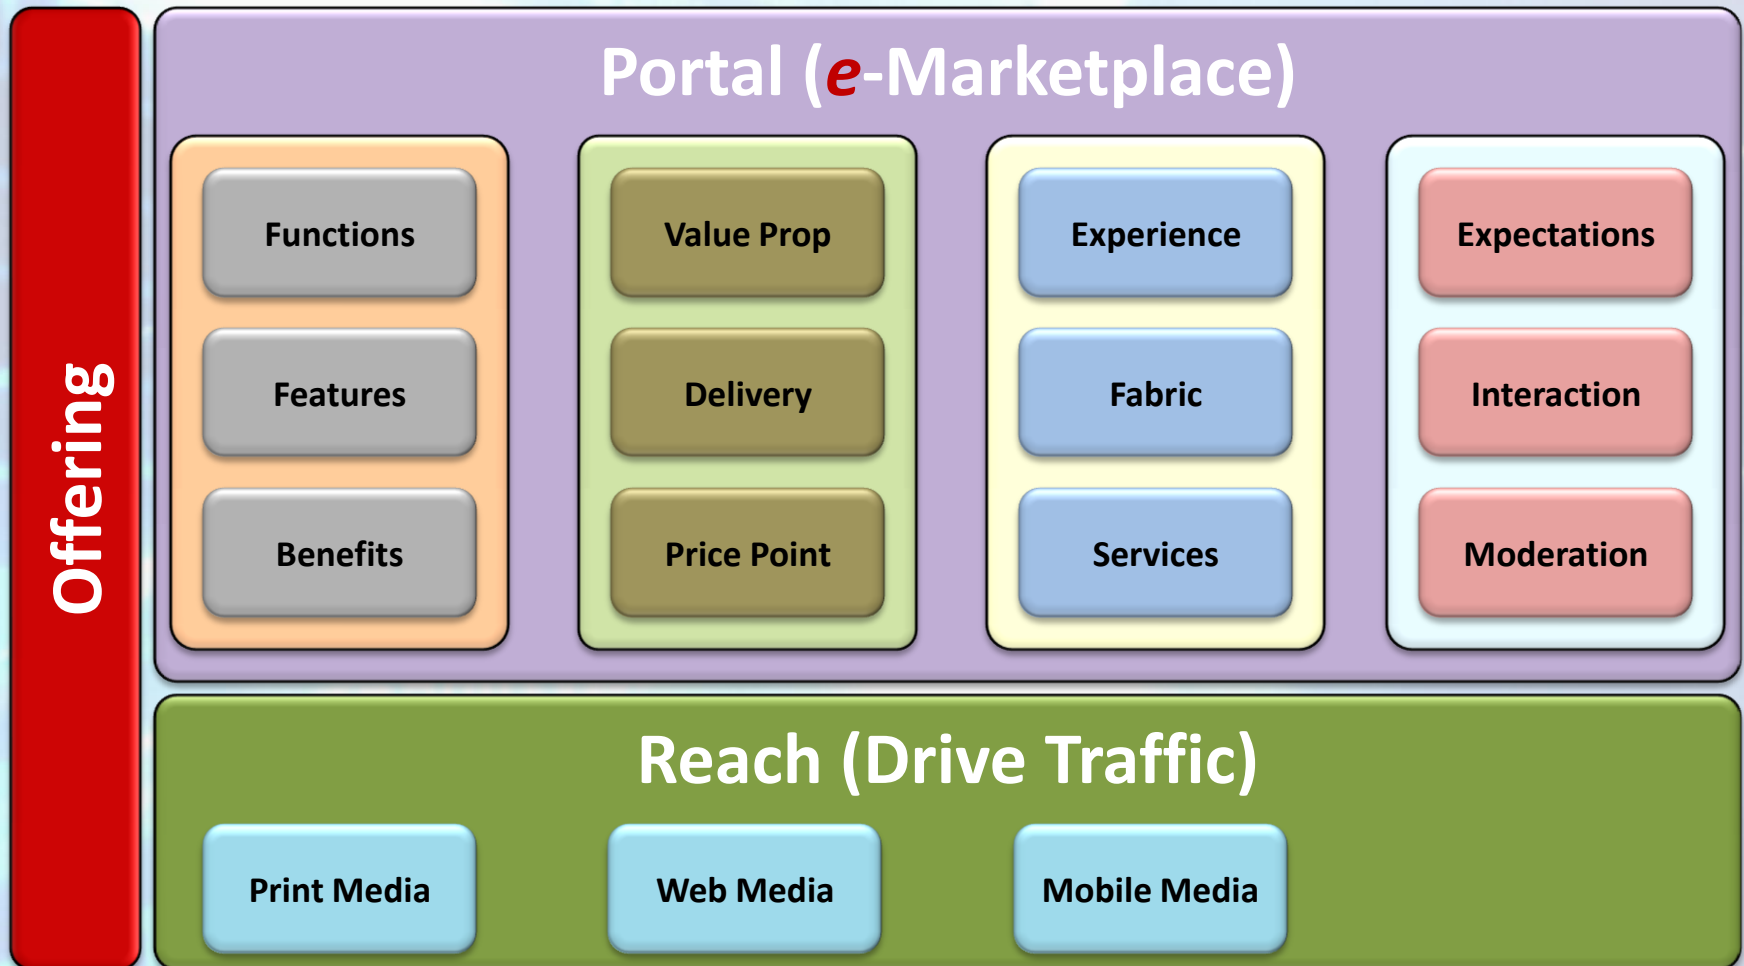 Offering
Portal (e-Marketplace)
Functions
Features
Benefits
Value Prop
Delivery
Price Point
Experience
Fabric
Services
Expectations
Interaction
Moderation
Reach (Drive Traffic)
Print Media
Web Media
Mobile Media